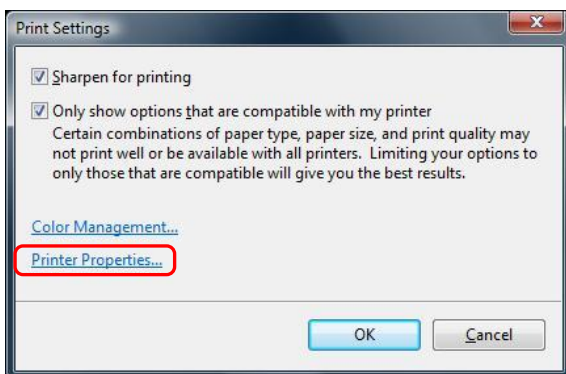 Print Settings
Sharpen for printing
Only show options that are compatible with my printer
Certain combinations of paper type, paper size, and print quality may
not print well or be available with all printers.  Limiting your options to
only those that are compatible will give you the best results.
Color Management...
Printer Properties...
OK
Cancel